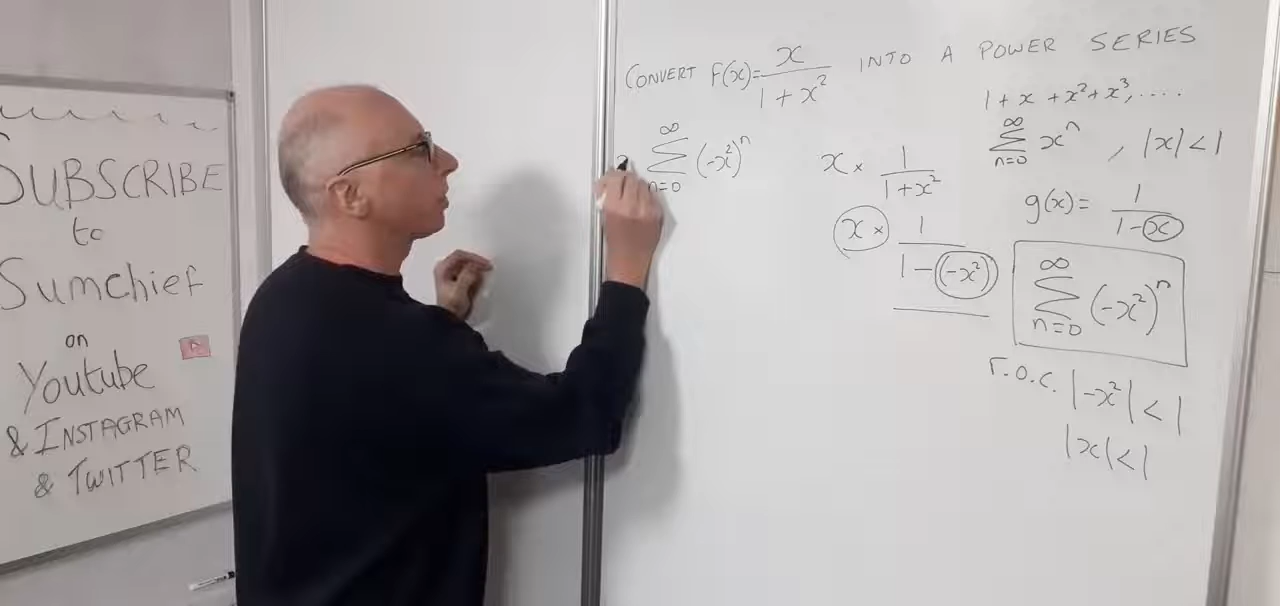 SUBSCRIBE
to
Sumchief
on
Youtube
& INSTAGRAM
& TWITTER
CONVERT F(x)= x/(1+x²) INTO A POWER SERIES
∞
∑ (-x²)ⁿ
n=0
x × 1/(1+x²)
x × 1/(1-(-x²))
1+x+x²+x³,....
∞
∑ xⁿ , |x|<1
n=0
g(x)= 1/(1-x)
∞
∑ (-x²)ⁿ
n=0
r.o.c. |-x²|<1
|x|<1